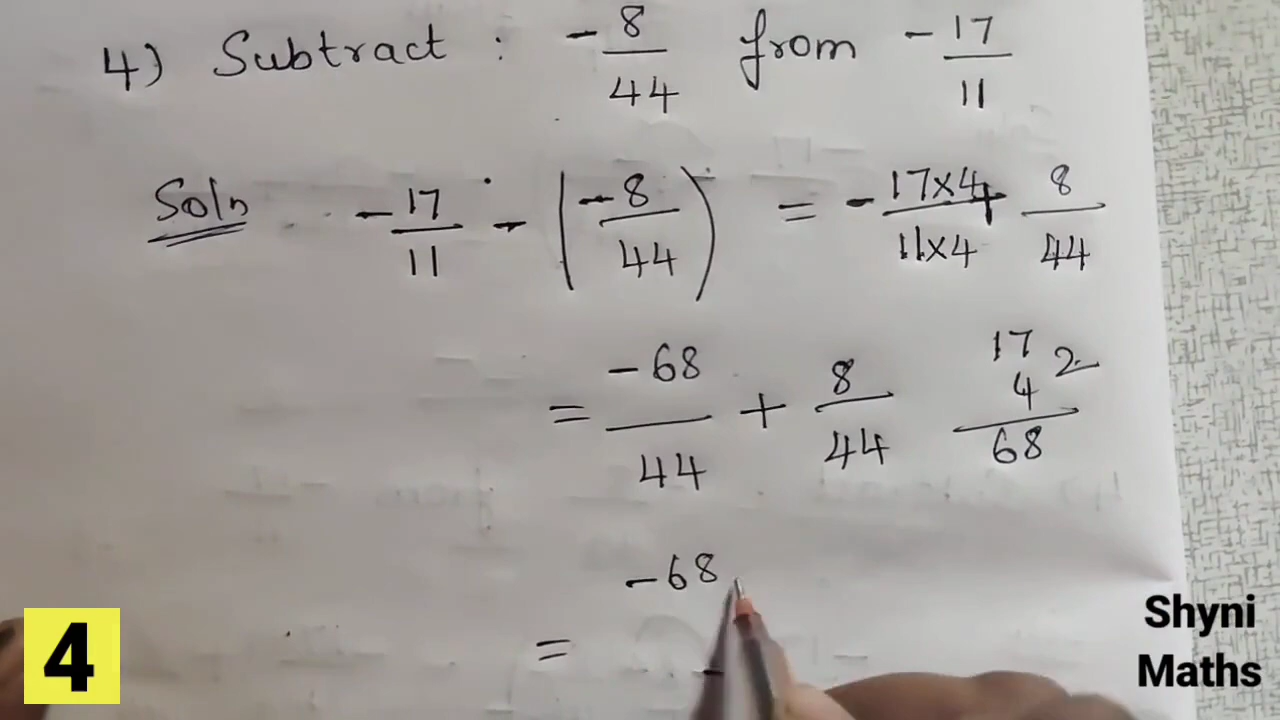 4) Subtract : -8/44 from -17/11
Soln -17/11 - (-8/44) = -17×4/11×4 + 8/44
= -68/44 + 8/44
17 2
4
68
= -68
4
Shyni
Maths